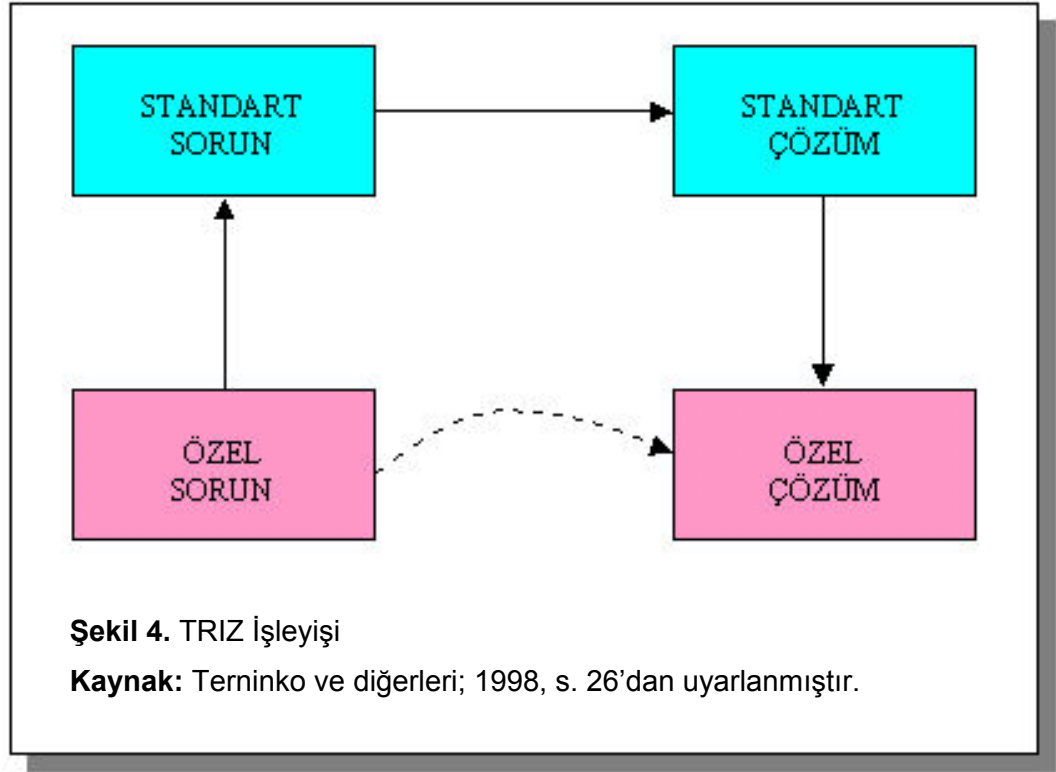 STANDART
SORUN
STANDART
ÇÖZÜM
ÖZEL
SORUN
ÖZEL
ÇÖZÜM
Şekil 4. TRIZ İşleyişi
Kaynak: Terninko ve diğerleri; 1998, s. 26’dan uyarlanmıştır.